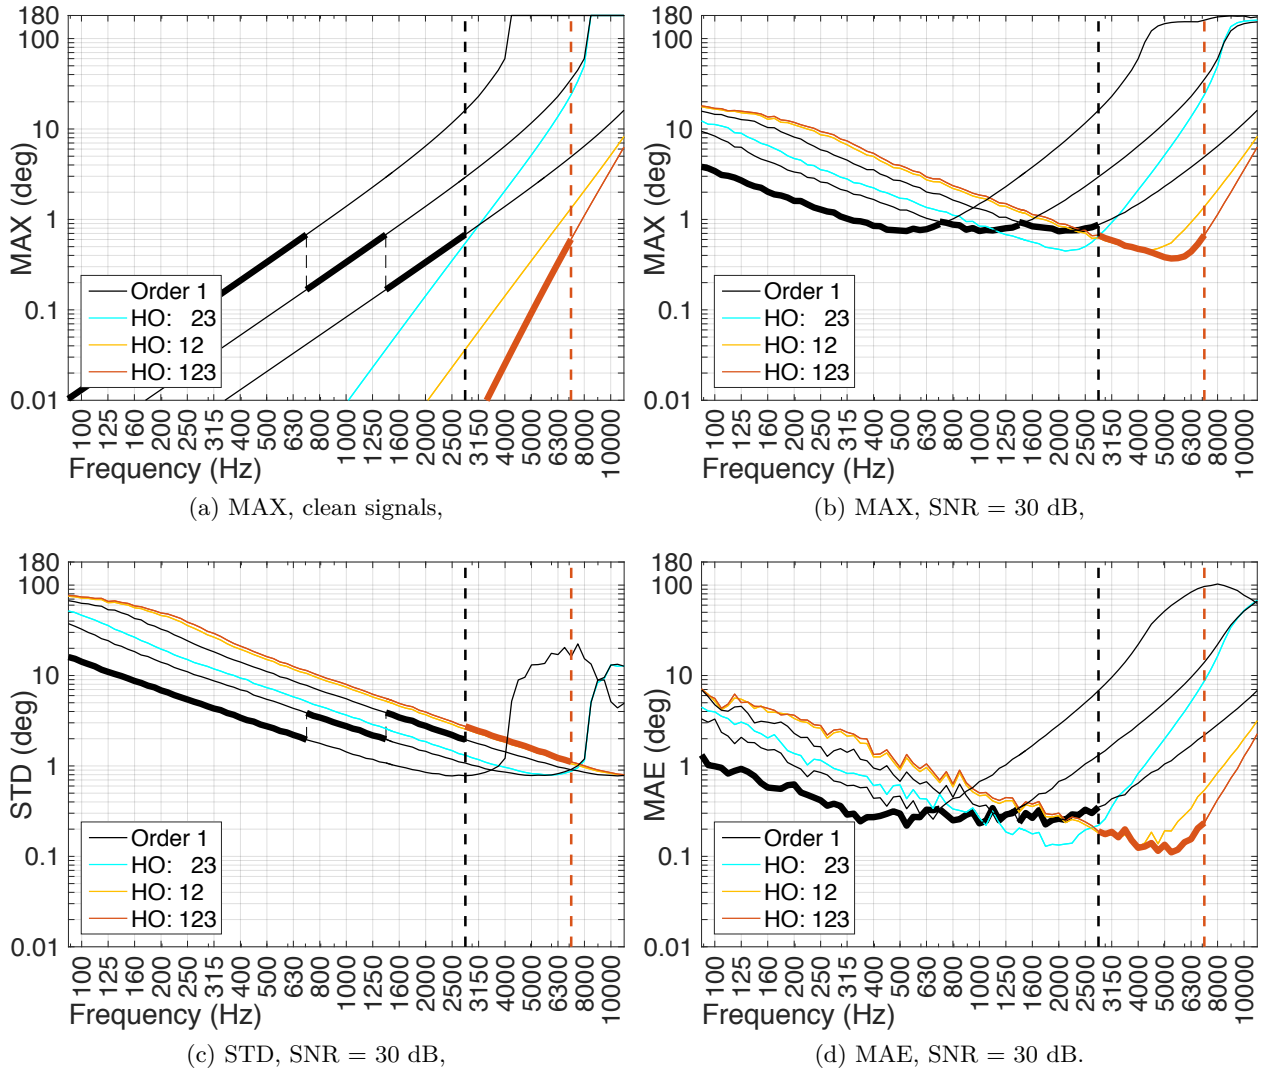 180
100
10
1
0.1
0.01
MAX (deg)
Order 1
HO: 23
HO: 12
HO: 123
100 125 160 200 250 315 400 500 630 800 1000 1250 1600 2000 2500 3150 4000 5000 6300 8000 10000
Frequency (Hz)
(a) MAX, clean signals,
180
100
10
1
0.1
0.01
MAX (deg)
Order 1
HO: 23
HO: 12
HO: 123
100 125 160 200 250 315 400 500 630 800 1000 1250 1600 2000 2500 3150 4000 5000 6300 8000 10000
Frequency (Hz)
(b) MAX, SNR = 30 dB,
180
100
10
1
0.1
0.01
STD (deg)
Order 1
HO: 23
HO: 12
HO: 123
100 125 160 200 250 315 400 500 630 800 1000 1250 1600 2000 2500 3150 4000 5000 6300 8000 10000
Frequency (Hz)
(c) STD, SNR = 30 dB,
180
100
10
1
0.1
0.01
MAE (deg)
Order 1
HO: 23
HO: 12
HO: 123
100 125 160 200 250 315 400 500 630 800 1000 1250 1600 2000 2500 3150 4000 5000 6300 8000 10000
Frequency (Hz)
(d) MAE, SNR = 30 dB.